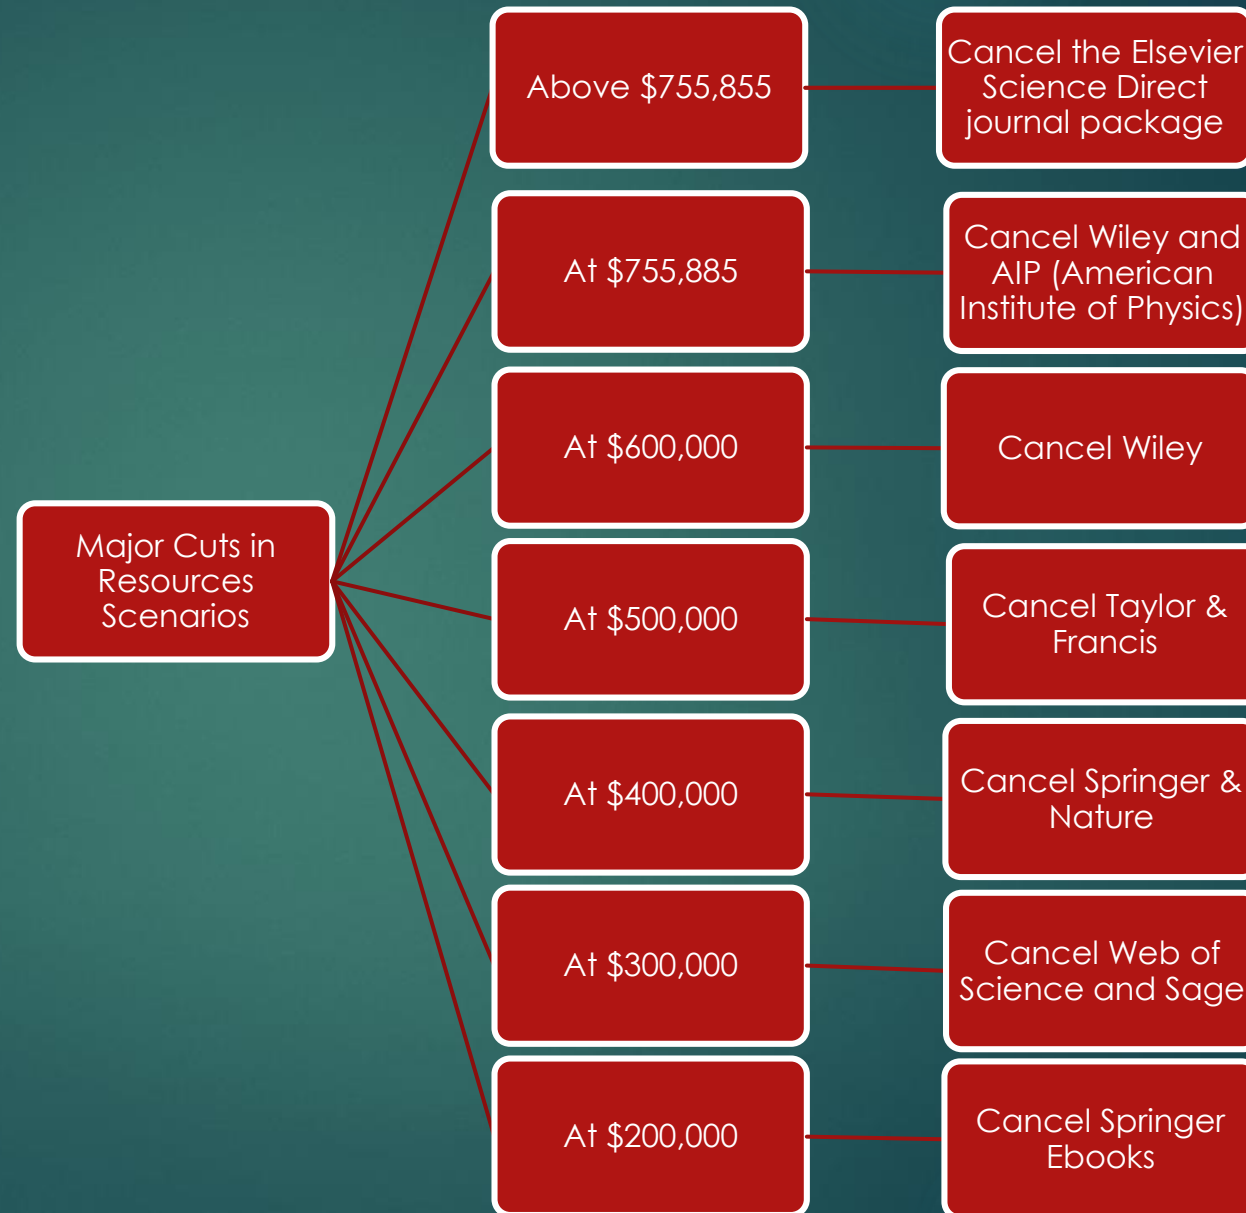 Major Cuts in
Resources
Scenarios
Above $755,855
Cancel the Elsevier
Science Direct
journal package
At $755,885
Cancel Wiley and
AIP (American
Institute of Physics)
At $600,000
Cancel Wiley
At $500,000
Cancel Taylor &
Francis
At $400,000
Cancel Springer &
Nature
At $300,000
Cancel Web of
Science and Sage
At $200,000
Cancel Springer
Ebooks